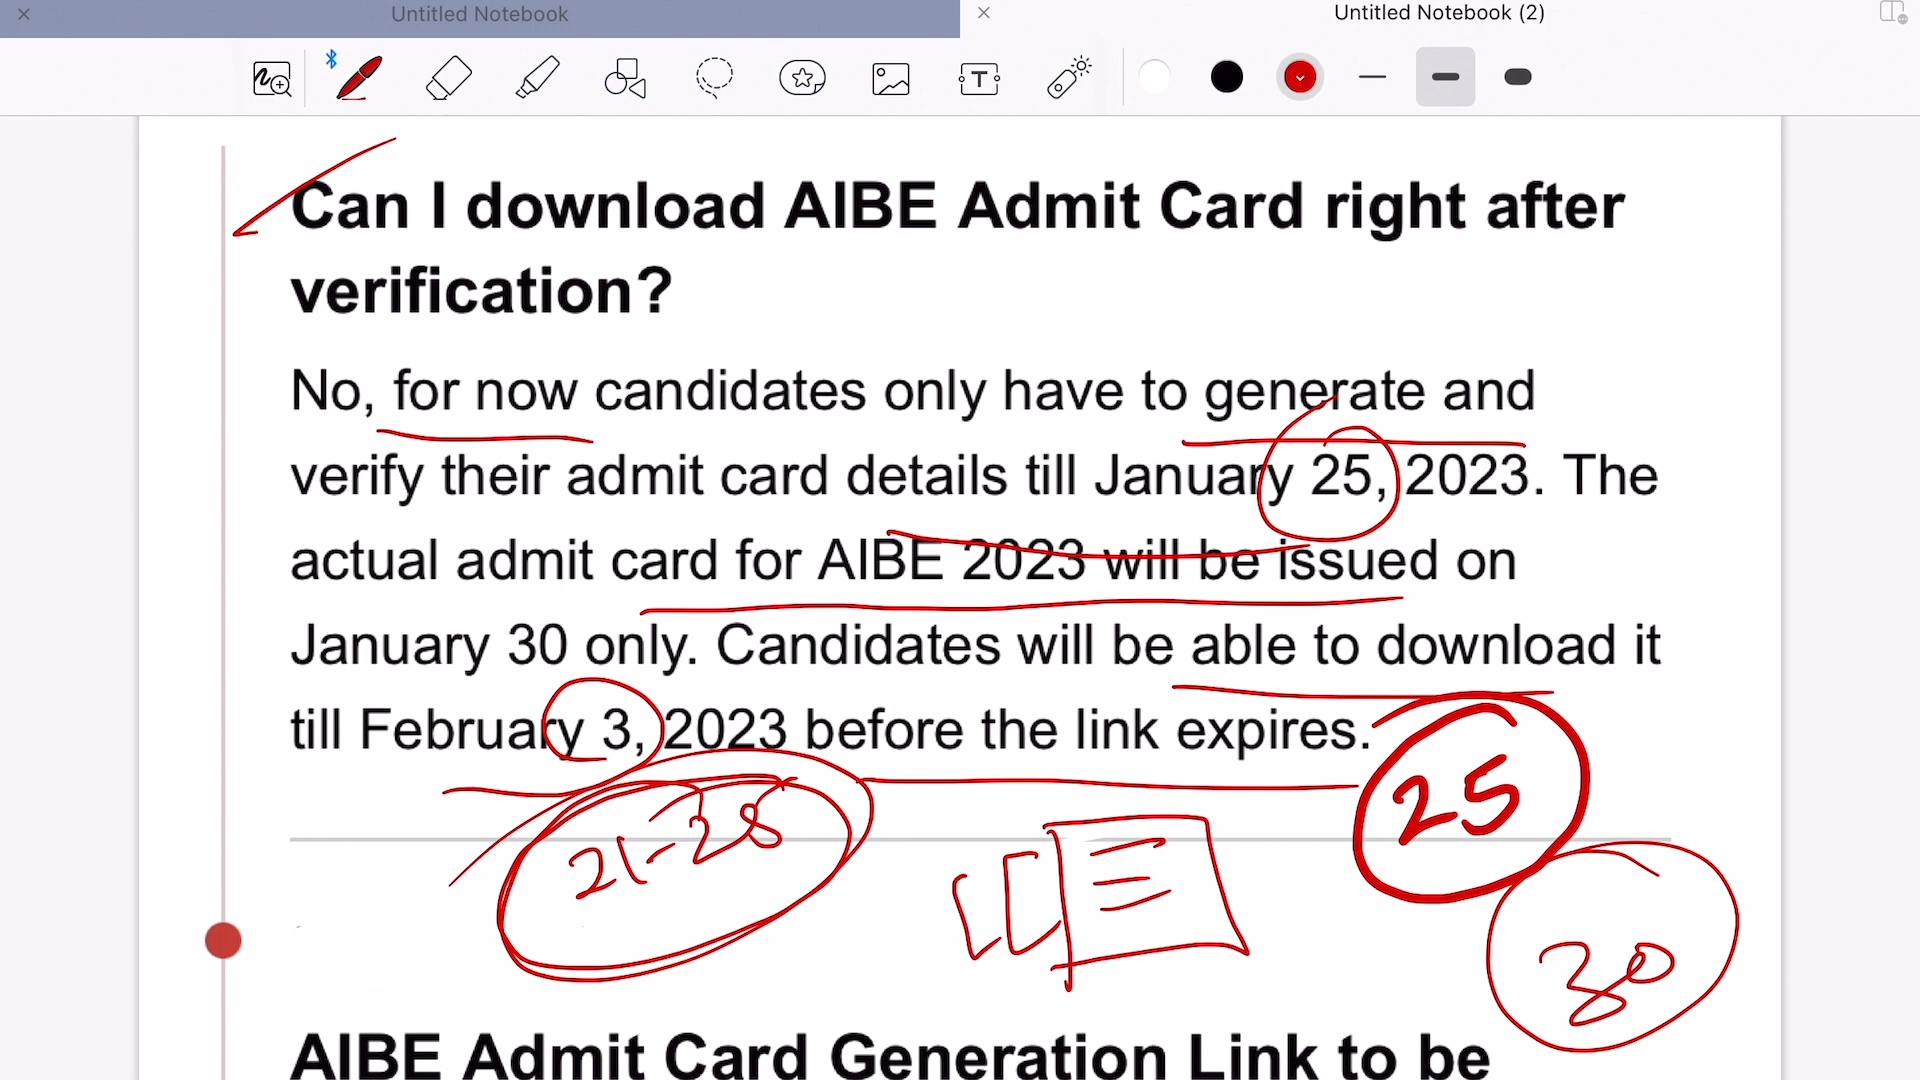 Untitled Notebook
Untitled Notebook (2)
Can I download AIBE Admit Card right after
verification?
No, for now candidates only have to generate and
verify their admit card details till January 25, 2023. The
actual admit card for AIBE 2023 will be issued on
January 30 only. Candidates will be able to download it
till February 3, 2023 before the link expires.
21-28
25
30
AIBE Admit Card Generation Link to be